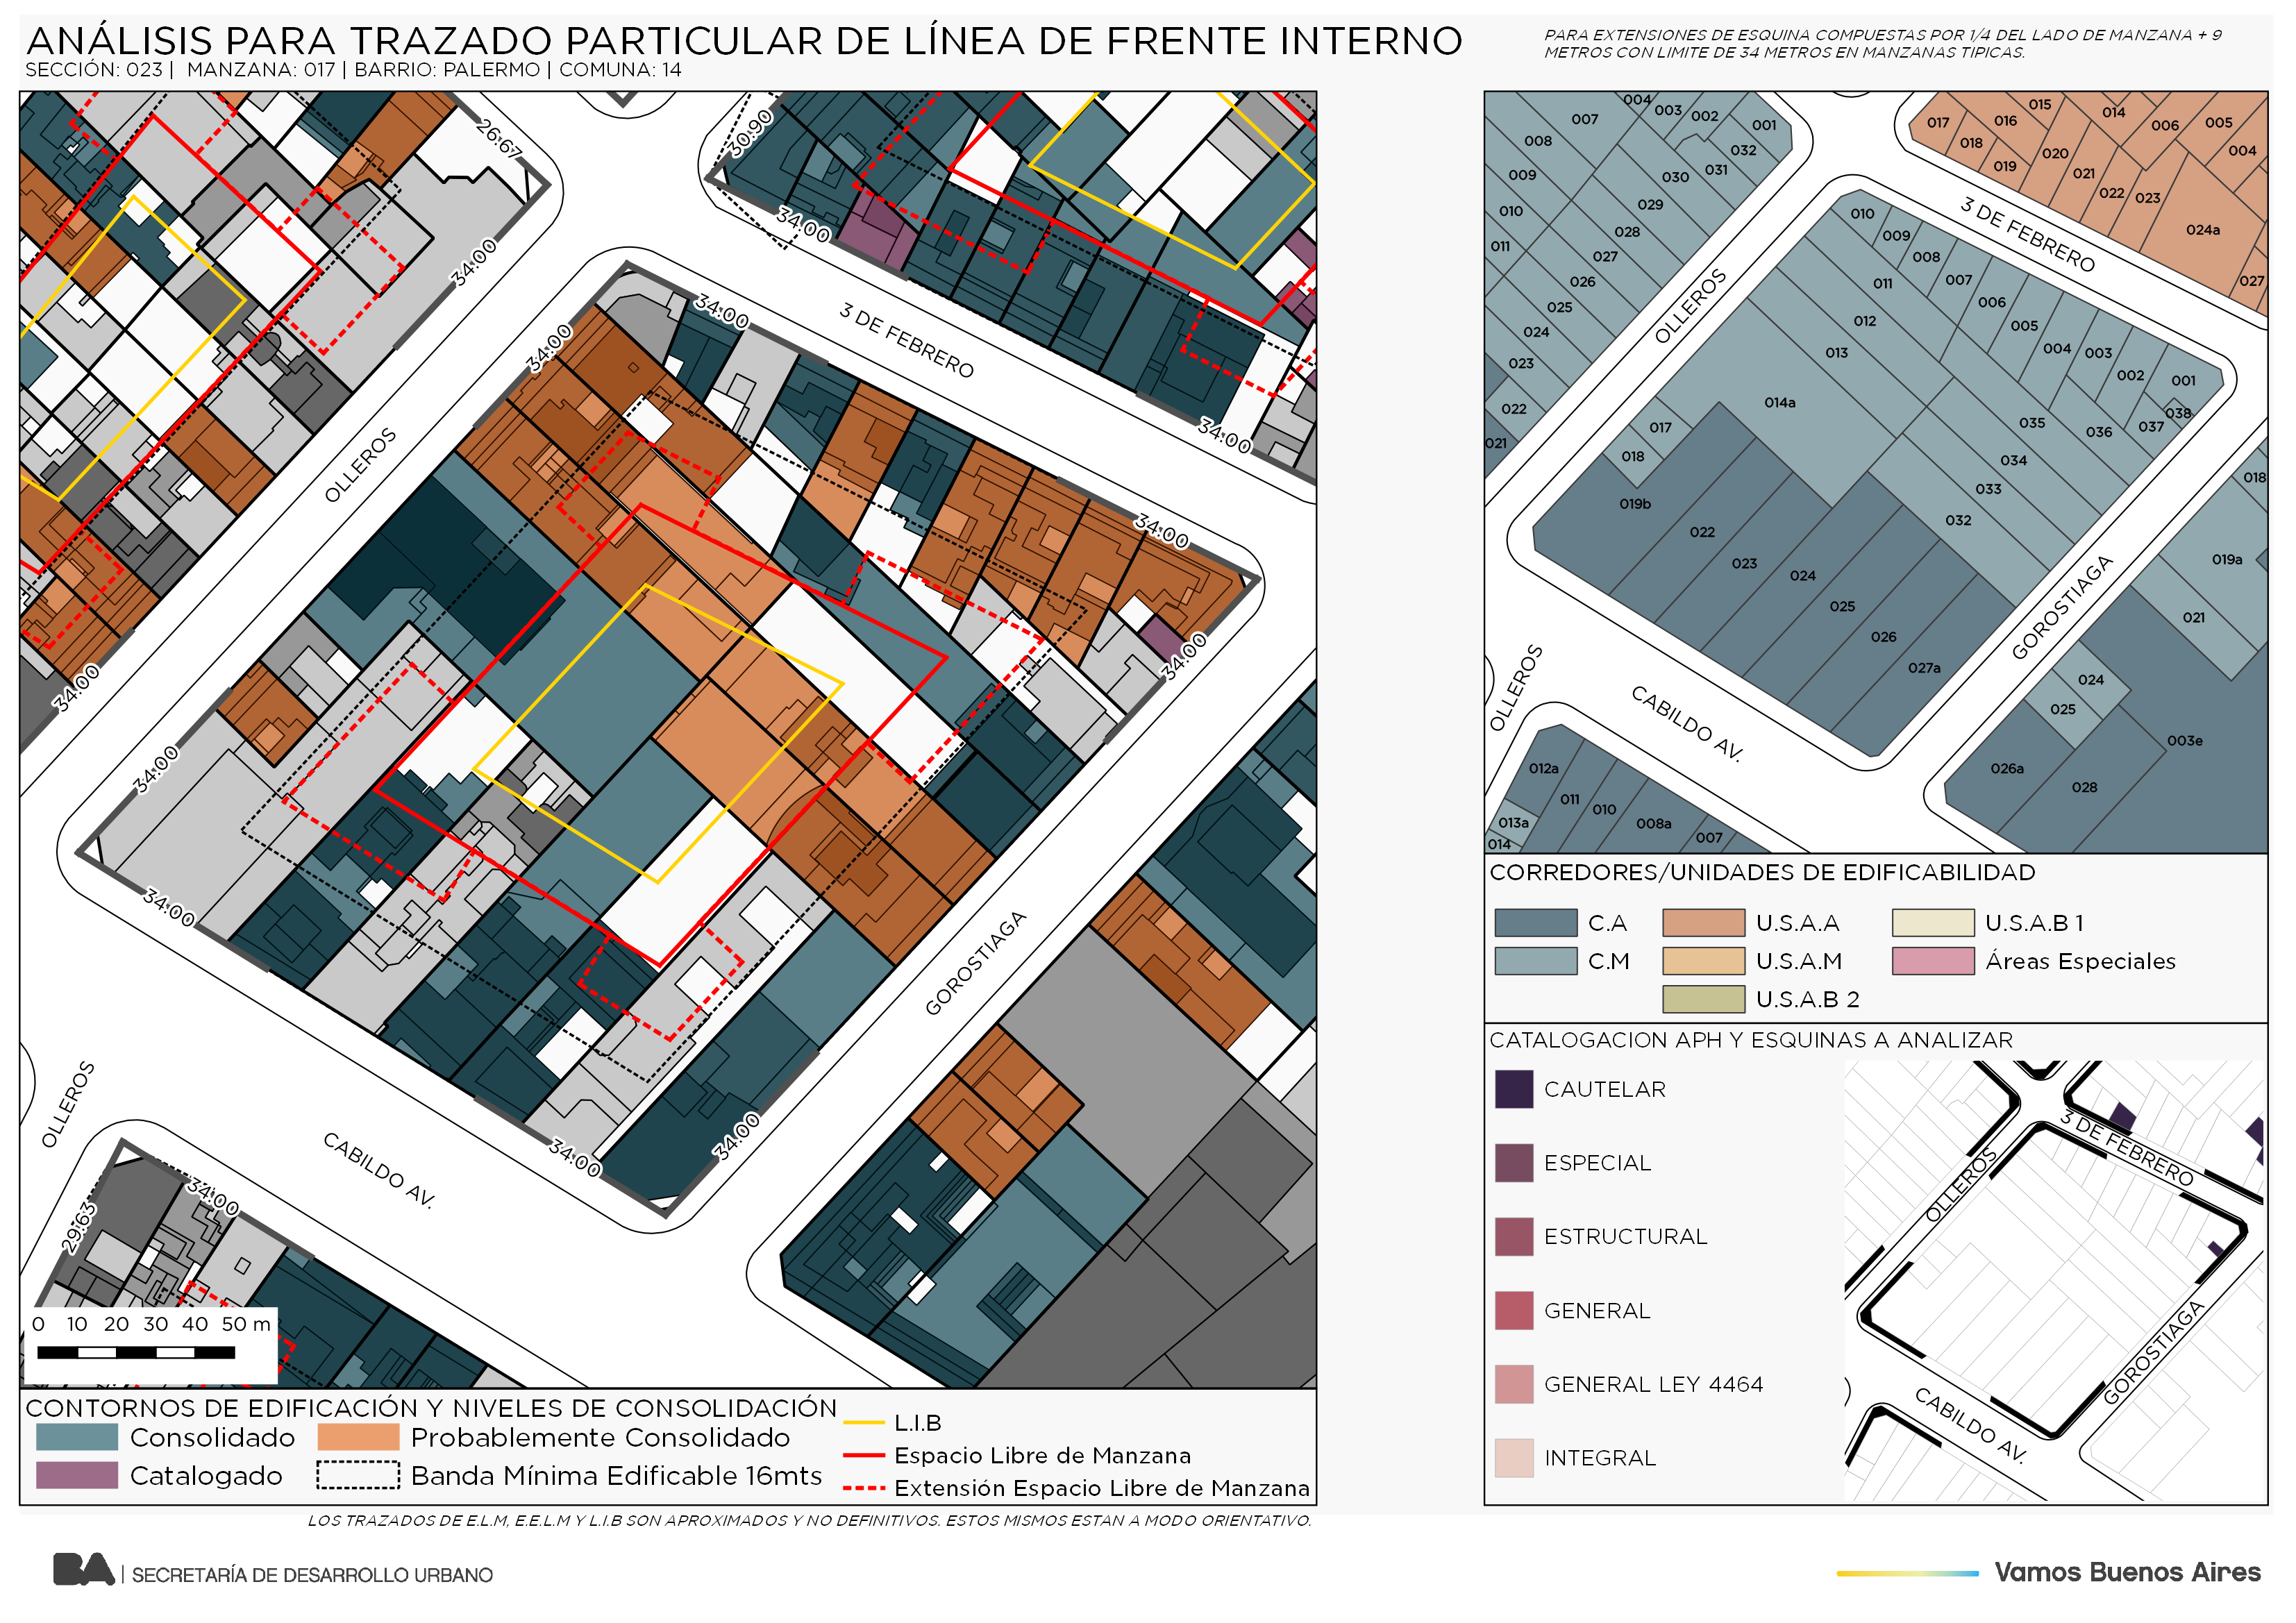 ANÁLISIS PARA TRAZADO PARTICULAR DE LÍNEA DE FRENTE INTERNO
SECCIÓN: 023 | MANZANA: 017 | BARRIO: PALERMO | COMUNA: 14
PARA EXTENSIONES DE ESQUINA COMPUESTAS POR 1/4 DEL LADO DE MANZANA + 9
METROS CON LIMITE DE 34 METROS EN MANZANAS TIPICAS.
26.67
30.90
34.00
34.00
34.00
34.00
3 DE FEBRERO
34.00
34.00
OLLEROS
34.00
34.00
34.00
34.00
GOROSTIAGA
OLLEROS
CABILDO AV.
34.00
34.00
34.00
29.63
0 10 20 30 40 50 m
CONTORNOS DE EDIFICACIÓN Y NIVELES DE CONSOLIDACIÓN
Consolidado
Probablemente Consolidado
Catalogado
Banda Mínima Edificable 16mts
L.I.B
Espacio Libre de Manzana
Extensión Espacio Libre de Manzana
LOS TRAZADOS DE E.L.M, E.E.L.M Y L.I.B SON APROXIMADOS Y NO DEFINITIVOS. ESTOS MISMOS ESTAN A MODO ORIENTATIVO.
004
003
002
001
007
008
032
031
009
030
010
029
011
028
027
026
025
024
023
022
021
017
016
015
014
006
005
018
019
020
004
021
022
023
024a
027
3 DE FEBRERO
OLLEROS
010
009
008
007
011
006
012
005
013
004
003
002
001
014a
038
037
035
036
017
018
034
033
019b
032
022
023
024
025
026
027a
GOROSTIAGA
018
019a
021
024
025
003e
026a
028
OLLEROS
CABILDO AV.
012a
011
010
008a
007
013a
014
CORREDORES/UNIDADES DE EDIFICABILIDAD
C.A
U.S.A.A
U.S.A.B 1
C.M
U.S.A.M
Áreas Especiales
U.S.A.B 2
CATALOGACION APH Y ESQUINAS A ANALIZAR
CAUTELAR
ESPECIAL
ESTRUCTURAL
GENERAL
GENERAL LEY 4464
INTEGRAL
3 DE FEBRERO
OLLEROS
GOROSTIAGA
CABILDO AV.
BA | SECRETARÍA DE DESARROLLO URBANO
Vamos Buenos Aires